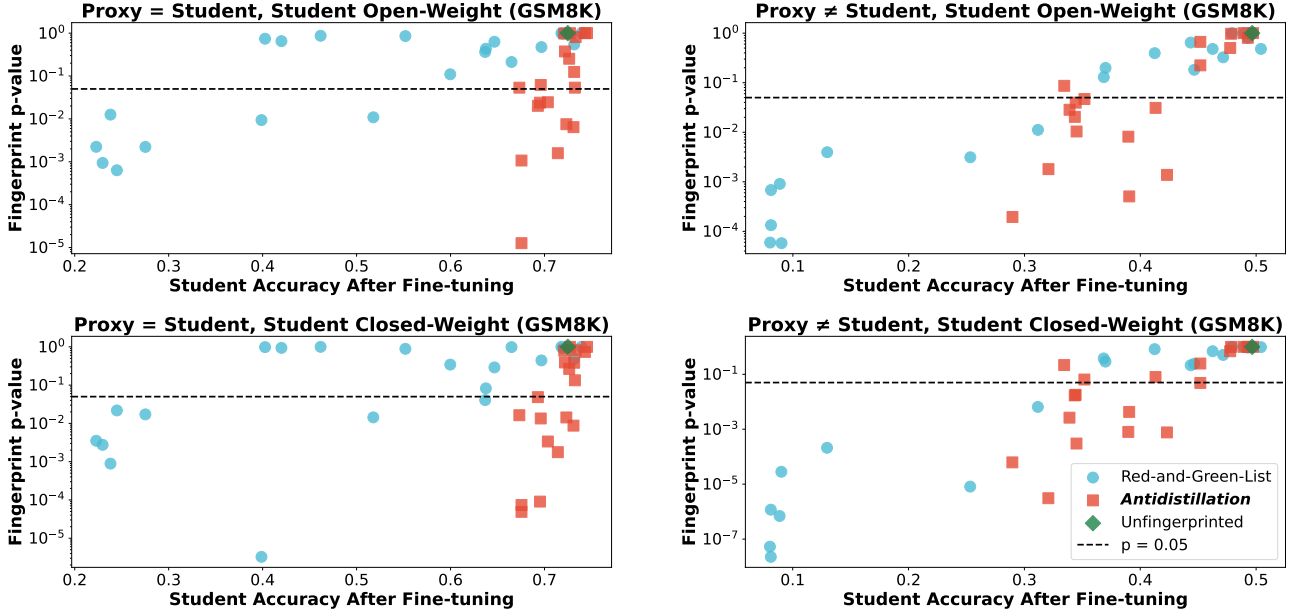 Proxy = Student, Student Open-Weight (GSM8K)
Fingerprint p-value
10⁰
10⁻¹
10⁻²
10⁻³
10⁻⁴
10⁻⁵
0.2
0.3
0.4
0.5
0.6
0.7
Student Accuracy After Fine-tuning
Proxy ≠ Student, Student Open-Weight (GSM8K)
Fingerprint p-value
10⁰
10⁻¹
10⁻²
10⁻³
10⁻⁴
0.1
0.2
0.3
0.4
0.5
Student Accuracy After Fine-tuning
Proxy = Student, Student Closed-Weight (GSM8K)
Fingerprint p-value
10⁰
10⁻¹
10⁻²
10⁻³
10⁻⁴
10⁻⁵
0.2
0.3
0.4
0.5
0.6
0.7
Student Accuracy After Fine-tuning
Proxy ≠ Student, Student Closed-Weight (GSM8K)
Fingerprint p-value
10⁻¹
10⁻³
10⁻⁵
10⁻⁷
0.1
0.2
0.3
0.4
0.5
Student Accuracy After Fine-tuning
Red-and-Green-List
Antidistillation
Unfingerprinted
p = 0.05